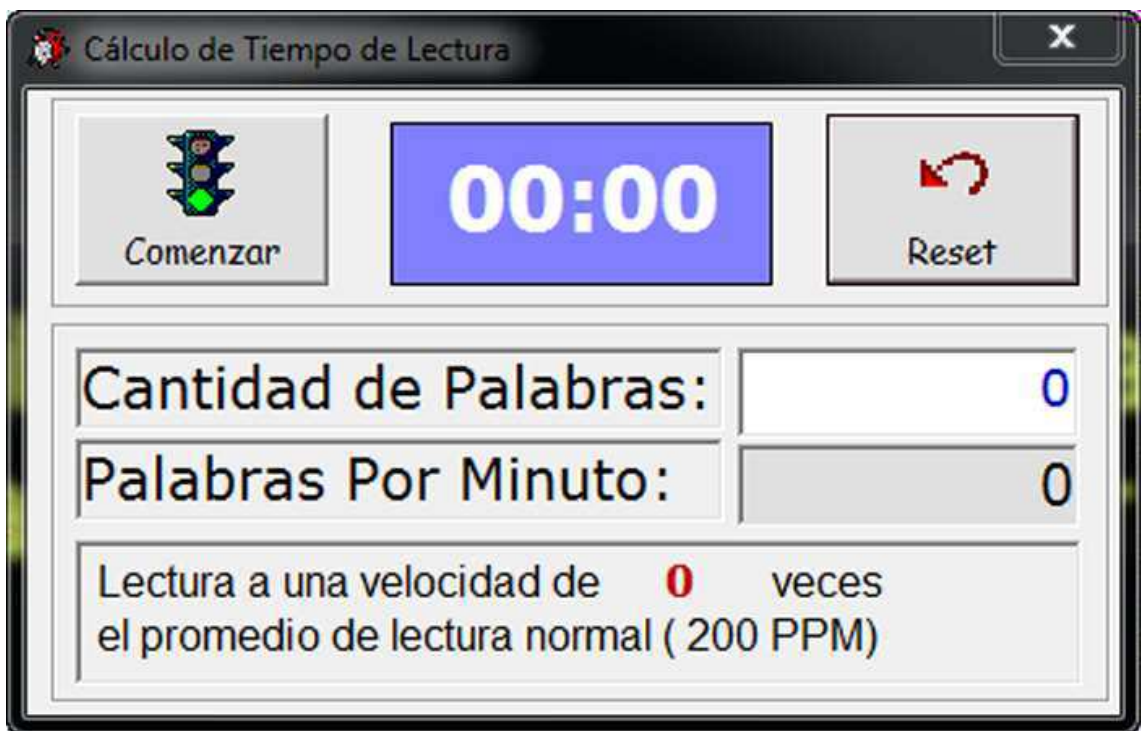 Cálculo de Tiempo de Lectura
x
Comenzar
00:00
Reset
Cantidad de Palabras: 0
Palabras Por Minuto: 0
Lectura a una velocidad de 0 veces
el promedio de lectura normal ( 200 PPM)